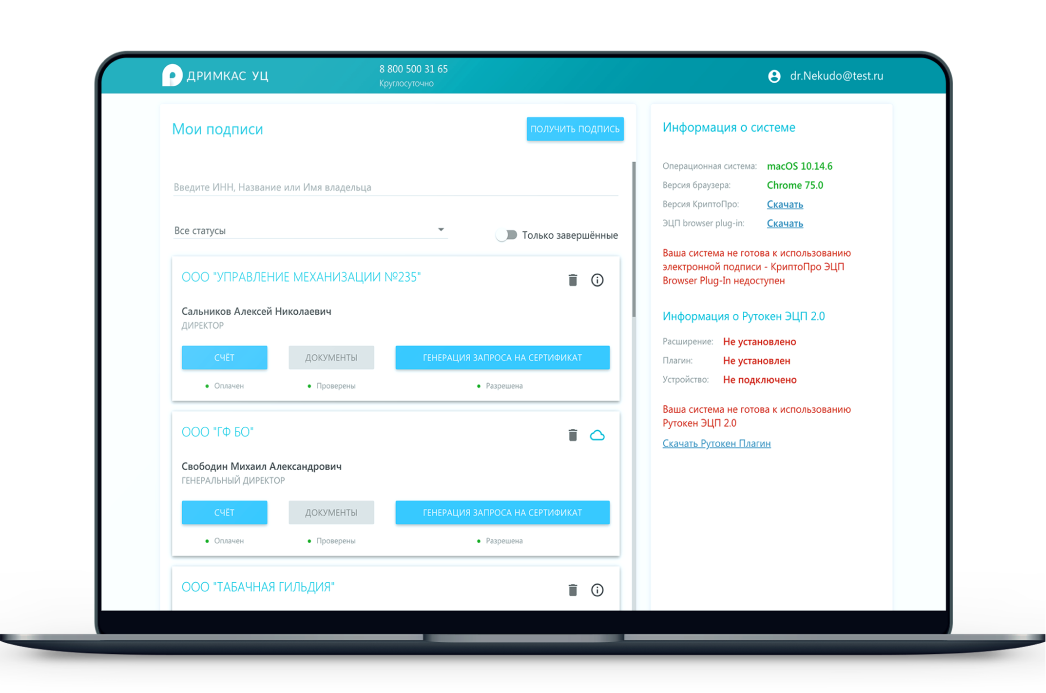 ДРИМКАС УЦ
8 800 500 31 65
Круглосуточно
dr.Nekudo@test.ru
Мои подписи
ПОЛУЧИТЬ ПОДПИСЬ
Введите ИНН, Название или Имя владельца
Все статусы
Только завершённые
ООО "УПРАВЛЕНИЕ МЕХАНИЗАЦИИ №235"
Сальников Алексей Николаевич
ДИРЕКТОР
СЧЁТ
ДОКУМЕНТЫ
ГЕНЕРАЦИЯ ЗАПРОСА НА СЕРТИФИКАТ
Оплачен
Проверены
Разрешена
ООО "ГФ БО"
Свободин Михаил Александрович
ГЕНЕРАЛЬНЫЙ ДИРЕКТОР
СЧЁТ
ДОКУМЕНТЫ
ГЕНЕРАЦИЯ ЗАПРОСА НА СЕРТИФИКАТ
Оплачен
Проверены
Разрешена
ООО "ТАБАЧНАЯ ГИЛЬДИЯ"
Информация о системе
Операционная система: macOS 10.14.6
Версия браузера: Chrome 75.0
Версия КриптоПро: Скачать
ЭЦП browser plug-in: Скачать
Ваша система не готова к использованию
электронной подписи - КриптоПро ЭЦП
Browser Plug-In недоступен
Информация о Рутокен ЭЦП 2.0
Расширение: Не установлено
Плагин: Не установлен
Устройство: Не подключено
Ваша система не готова к использованию
Рутокен ЭЦП 2.0
Скачать Рутокен Плагин